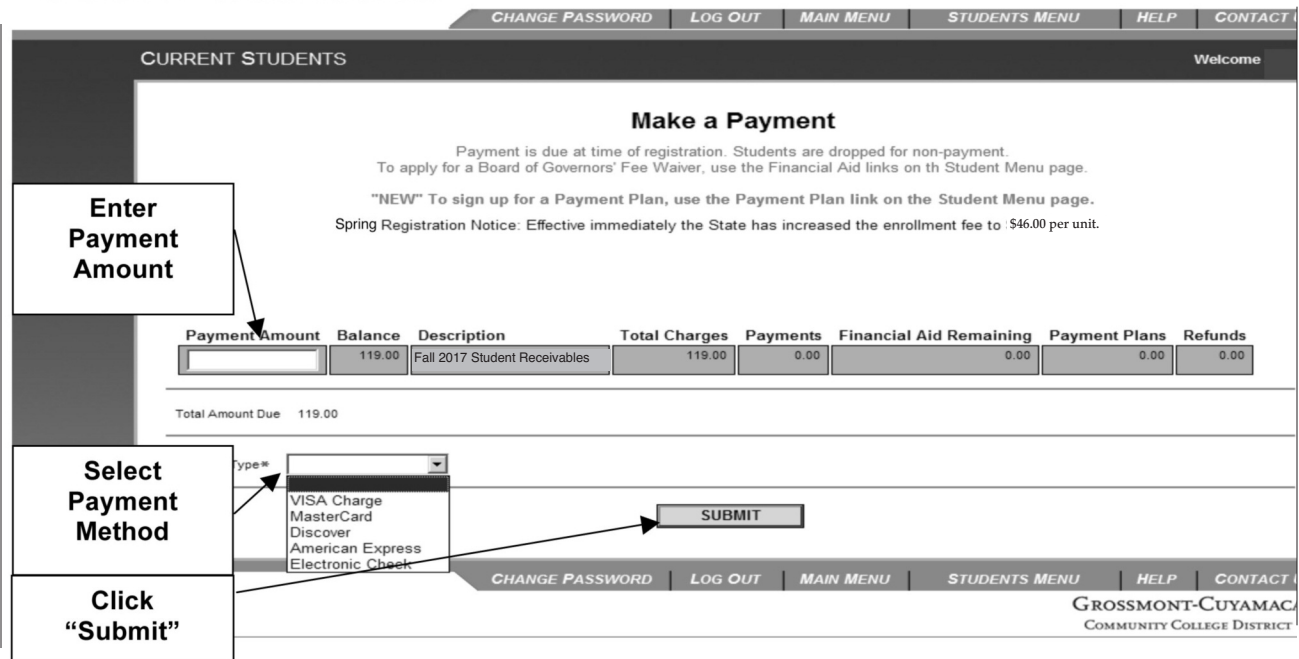 CHANGE PASSWORD | LOG OUT | MAIN MENU | STUDENTS MENU | HELP | CONTACT
CURRENT STUDENTS Welcome
Make a Payment
Payment is due at time of registration. Students are dropped for non-payment.
To apply for a Board of Governors' Fee Waiver, use the Financial Aid links on th Student Menu page.
"NEW" To sign up for a Payment Plan, use the Payment Plan link on the Student Menu page.
Spring Registration Notice: Effective immediately the State has increased the enrollment fee to $46.00 per unit.
Enter
Payment
Amount
Payment Amount Balance Description Total Charges Payments Financial Aid Remaining Payment Plans Refunds
119.00 Fall 2017 Student Receivables 119.00 0.00 0.00 0.00 0.00
Total Amount Due 119.00
Select
Payment
Method
Type*
VISA Charge
MasterCard
Discover
American Express
Electronic Check
SUBMIT
CHANGE PASSWORD | LOG OUT | MAIN MENU | STUDENTS MENU | HELP | CONTACT
Click
“Submit”
GROSSMONT-CUYAMACA
COMMUNITY COLLEGE DISTRICT